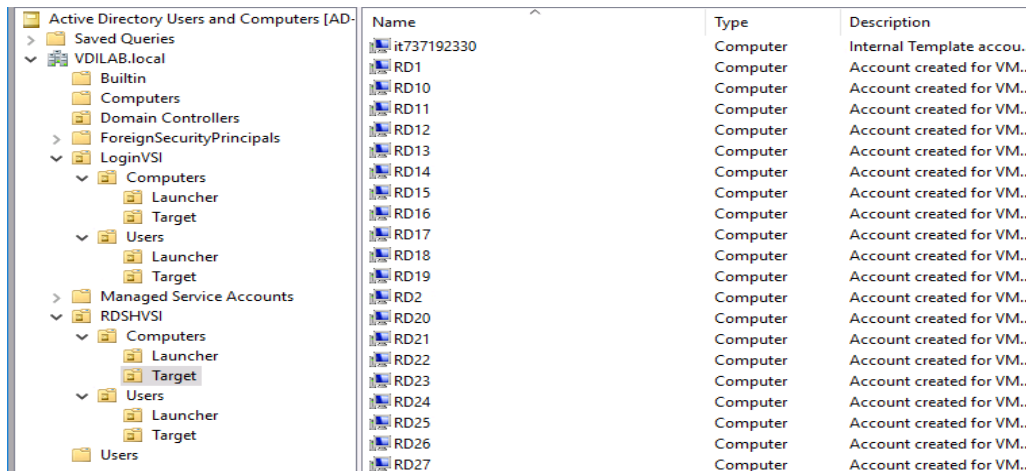 Active Directory Users and Computers [AD-
Saved Queries
VDILAB.local
Builtin
Computers
Domain Controllers
ForeignSecurityPrincipals
LoginVSI
Computers
Launcher
Target
Users
Launcher
Target
Managed Service Accounts
RDSHVSI
Computers
Launcher
Target
Users
Launcher
Target
Users
Name Type Description
it737192330 Computer Internal Template accou..
RD1 Computer Account created for VM..
RD10 Computer Account created for VM..
RD11 Computer Account created for VM..
RD12 Computer Account created for VM..
RD13 Computer Account created for VM..
RD14 Computer Account created for VM..
RD15 Computer Account created for VM..
RD16 Computer Account created for VM..
RD17 Computer Account created for VM..
RD18 Computer Account created for VM..
RD19 Computer Account created for VM..
RD2 Computer Account created for VM..
RD20 Computer Account created for VM..
RD21 Computer Account created for VM..
RD22 Computer Account created for VM..
RD23 Computer Account created for VM..
RD24 Computer Account created for VM..
RD25 Computer Account created for VM..
RD26 Computer Account created for VM..
RD27 Computer Account created for VM..